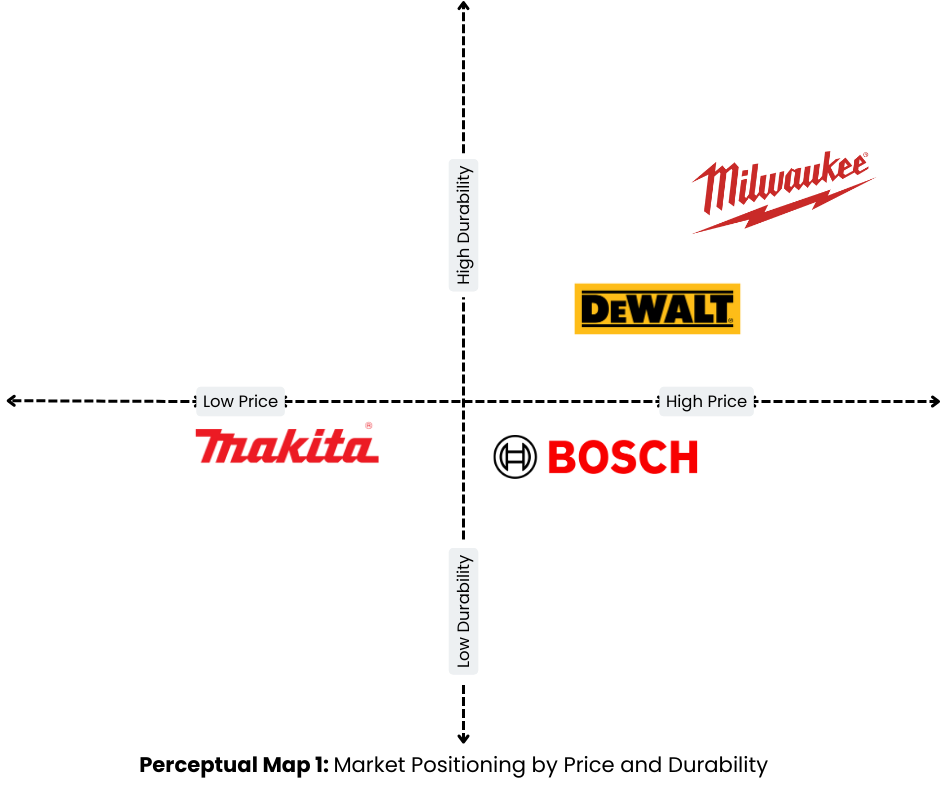 High Durability
Milwaukee®
DEWALT®
Low Price
High Price
makita®
BOSCH
Low Durability
Perceptual Map 1: Market Positioning by Price and Durability